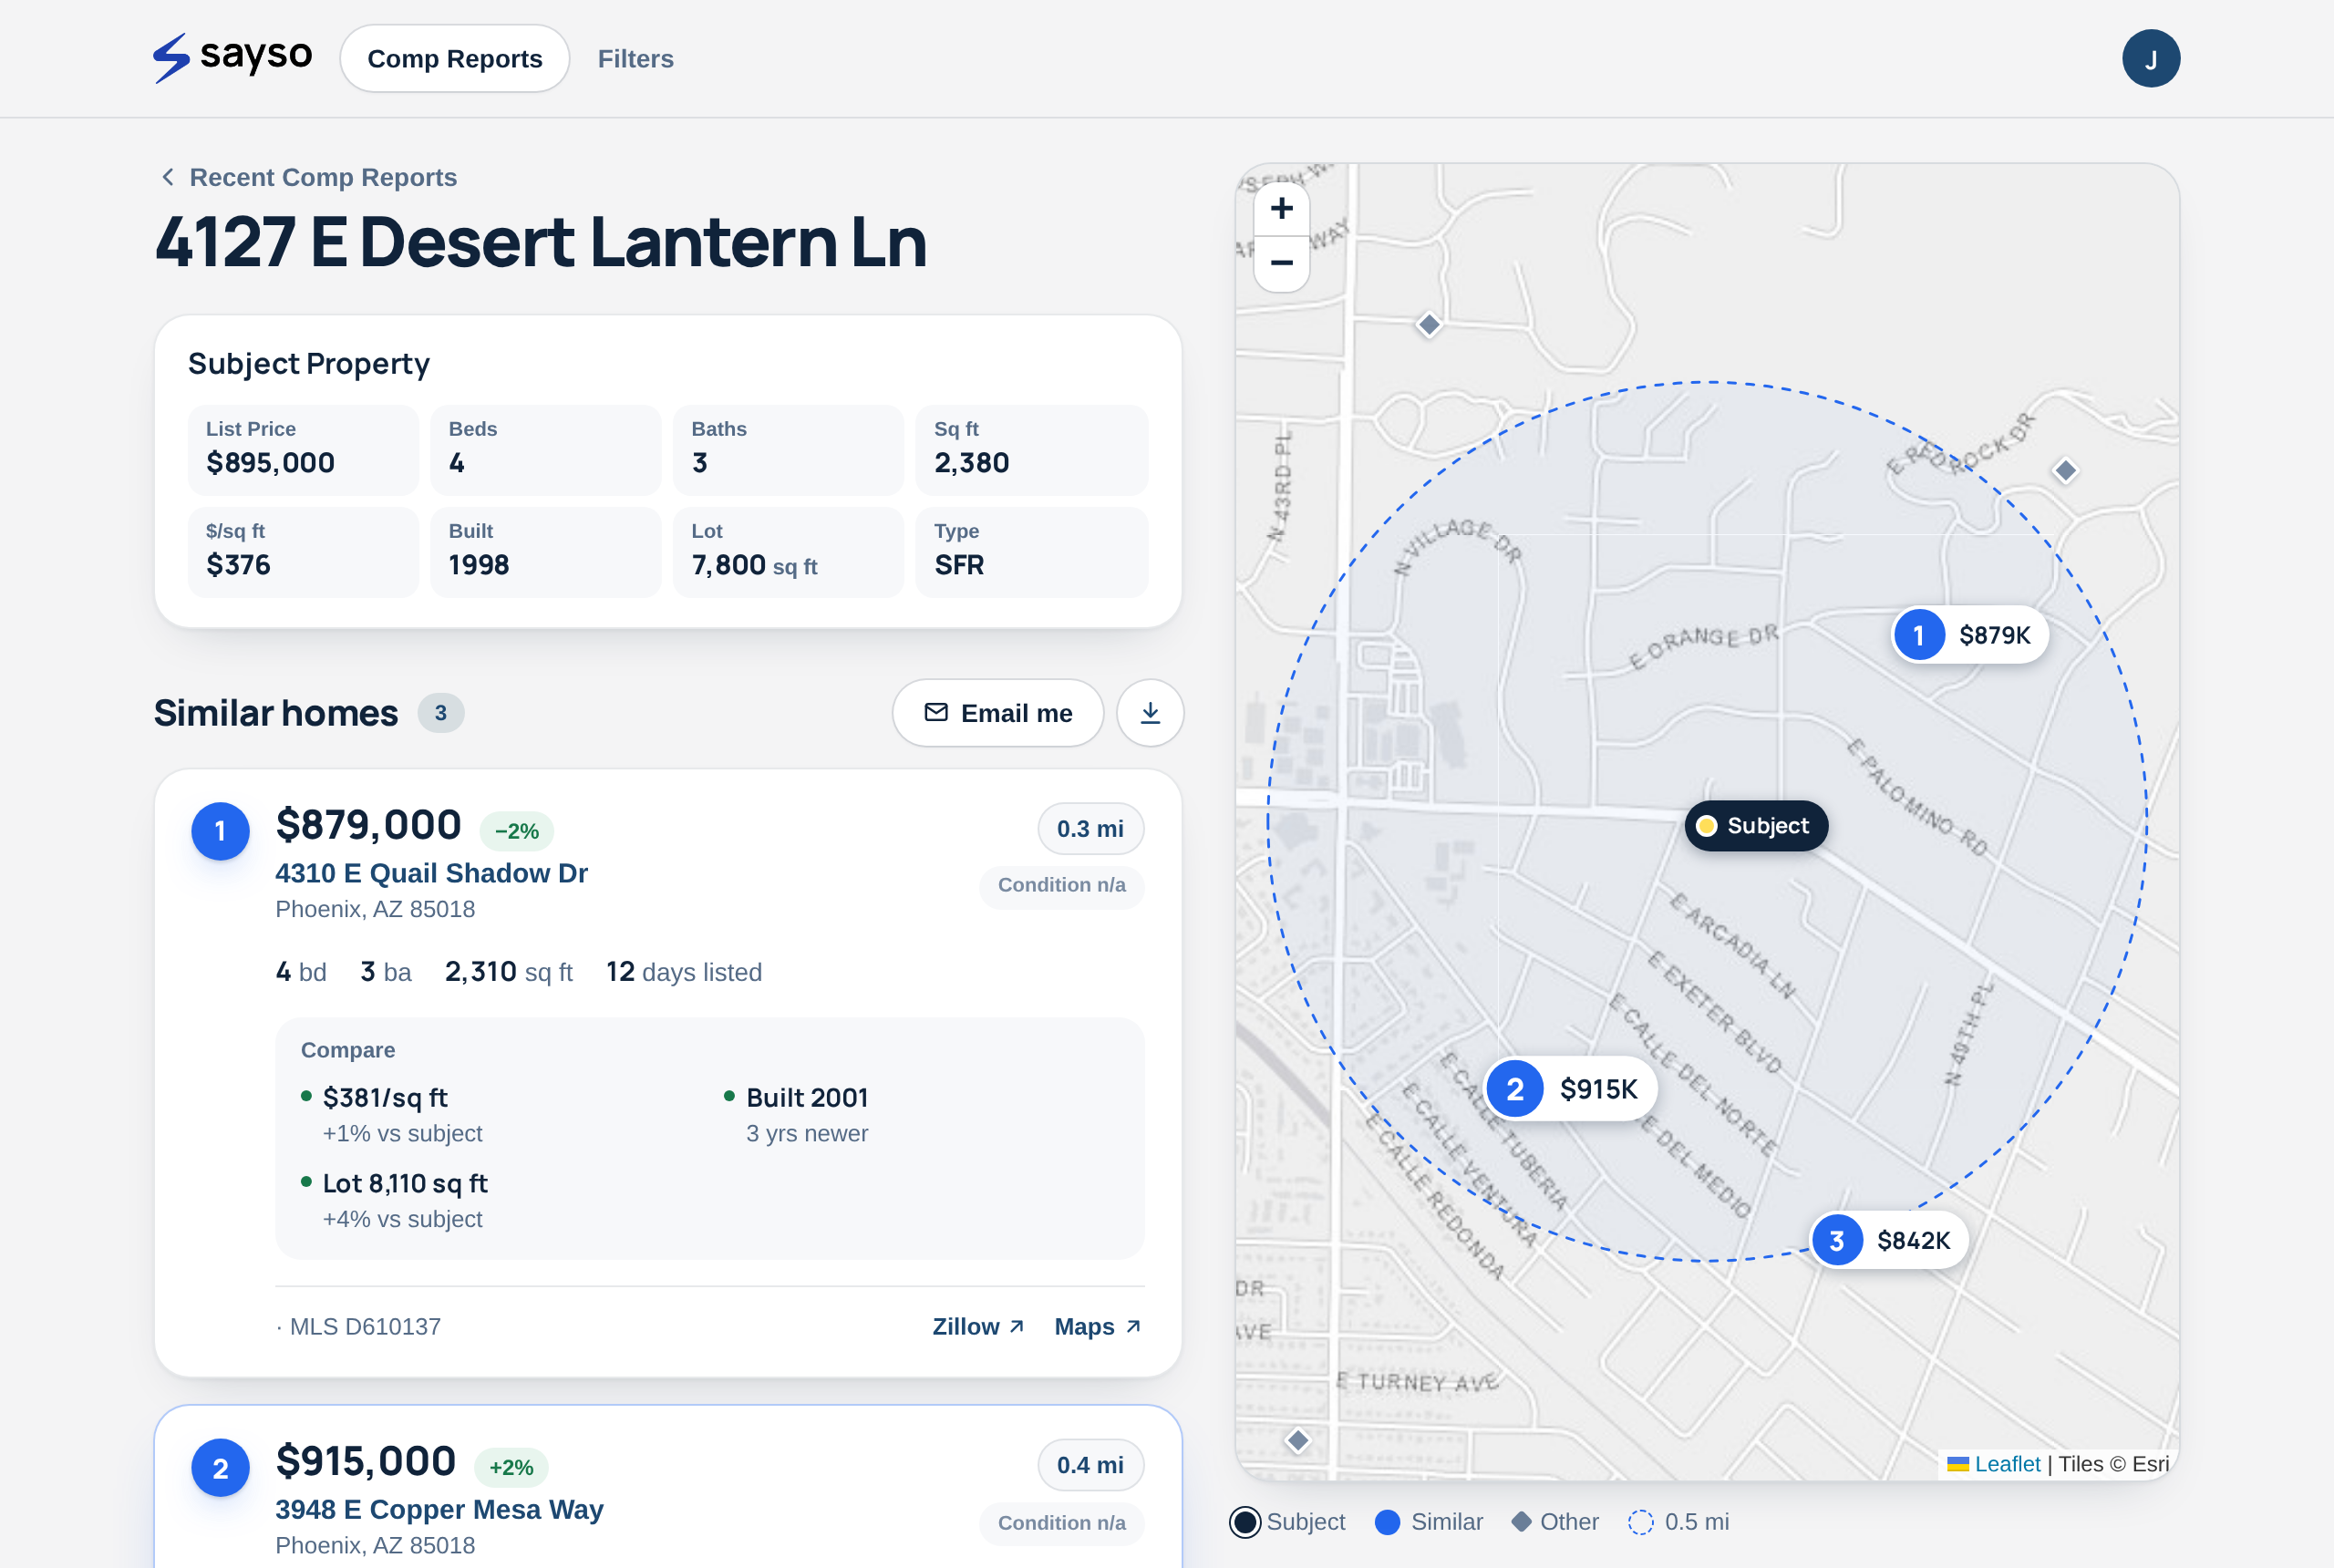 sayso
Comp Reports
Filters
J
Recent Comp Reports
4127 E Desert Lantern Ln
Subject Property
List Price
$895,000
Beds
4
Baths
3
Sq ft
2,380
$/sq ft
$376
Built
1998
Lot
7,800 sq ft
Type
SFR
Similar homes 3
Email me
1
$879,000 −2%
0.3 mi
4310 E Quail Shadow Dr
Condition n/a
Phoenix, AZ 85018
4 bd 3 ba 2,310 sq ft 12 days listed
Compare
$381/sq ft
+1% vs subject
Built 2001
3 yrs newer
Lot 8,110 sq ft
+4% vs subject
· MLS D610137
Zillow
Maps
2
$915,000 +2%
0.4 mi
3948 E Copper Mesa Way
Condition n/a
Phoenix, AZ 85018
+
−
WAY
N 43RD PL
E RED ROCK DR
N VILLAGE DR
E ORANGE DR
1 $879K
E PALOMINO RD
Subject
E ARCADIA LN
E EXETER BLVD
E CALLE DEL NORTE
N 49TH PL
2 $915K
E DEL MEDIO
E CALLE TUBERIA
E CALLE VENTURA
E CALLE REDONDA
3 $842K
DR
AVE
E TURNEY AVE
Leaflet | Tiles © Esri
Subject
Similar
Other
0.5 mi